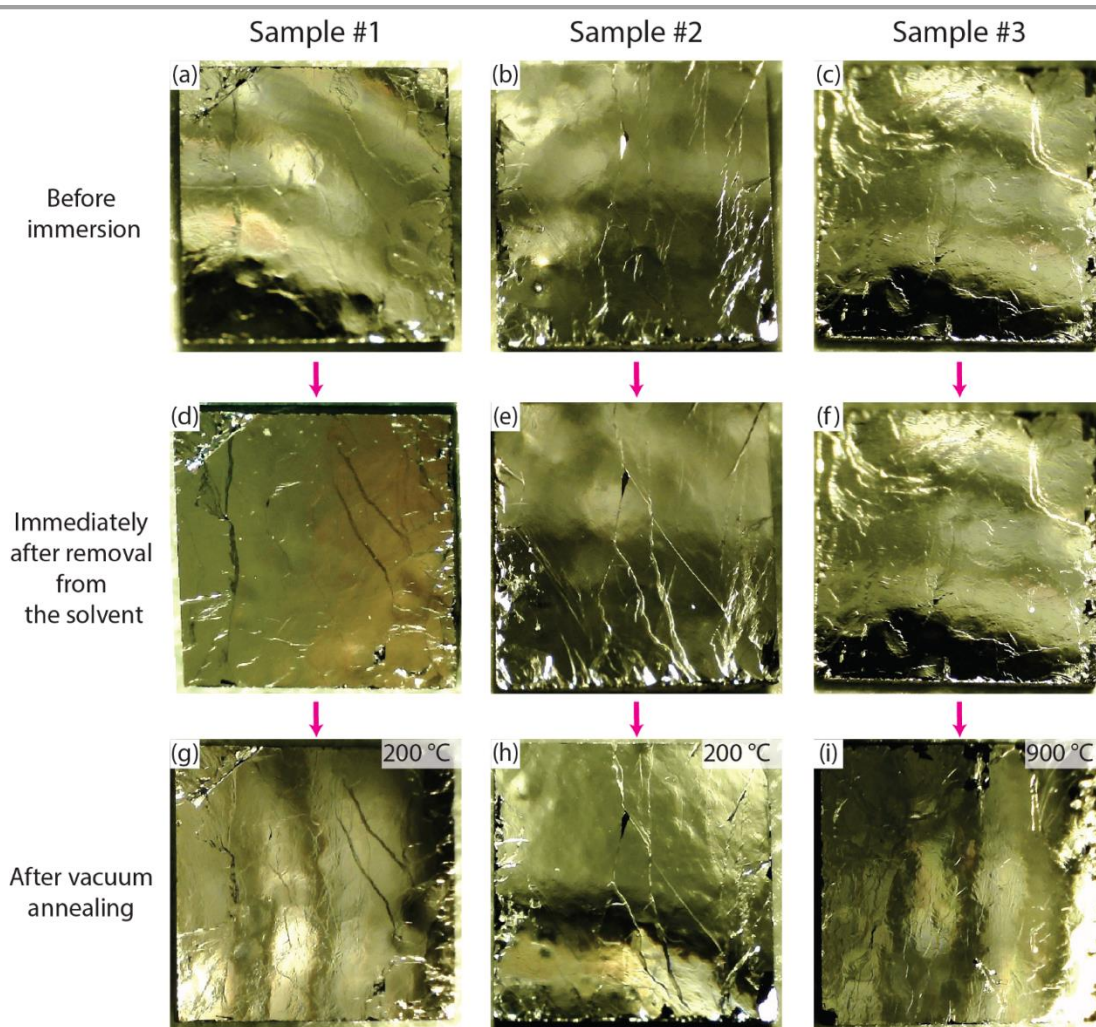 Sample #1
Sample #2
Sample #3
Before
immersion
(a)
(b)
(c)
Immediately
after removal
from
the solvent
(d)
(e)
(f)
After vacuum
annealing
(g)
200 °C
(h)
200 °C
(i)
900 °C